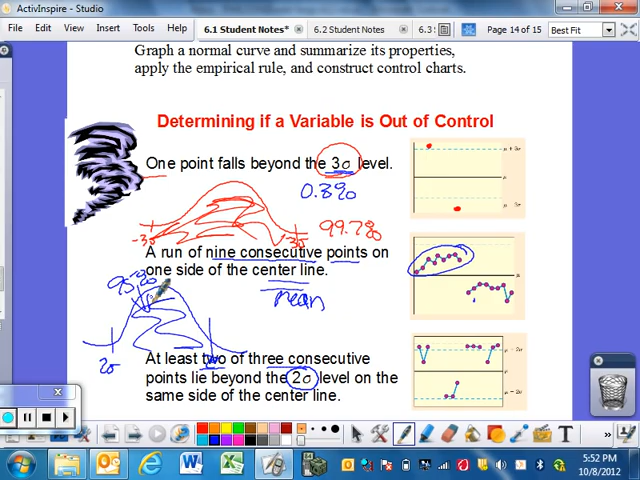 ActivInspire - Studio
File Edit View Insert Tools Help
6.1 Student Notes* 6.2 Student Notes 6.3 Page 14 of 15 Best Fit
Graph a normal curve and summarize its properties,
apply the empirical rule, and construct control charts.
Determining if a Variable is Out of Control
One point falls beyond the 3σ level.
0.3%
99.7%
-3σ 3σ
A run of nine consecutive points on
one side of the center line.
mean
95%
2σ
At least two of three consecutive
points lie beyond the 2σ level on the
same side of the center line.
5:52 PM
10/8/2012